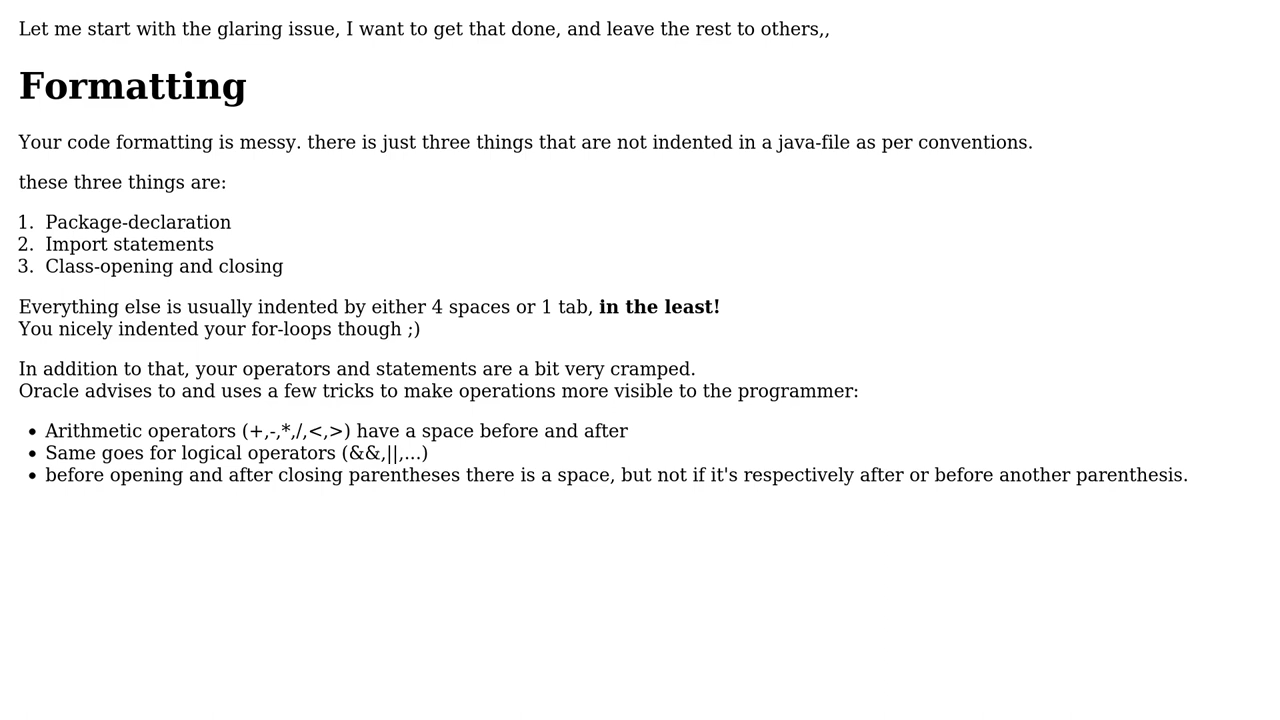 Let me start with the glaring issue, I want to get that done, and leave the rest to others,,
Formatting
Your code formatting is messy. there is just three things that are not indented in a java-file as per conventions.
these three things are:
1. Package-declaration
2. Import statements
3. Class-opening and closing
Everything else is usually indented by either 4 spaces or 1 tab, in the least!
You nicely indented your for-loops though ;)
In addition to that, your operators and statements are a bit very cramped.
Oracle advises to and uses a few tricks to make operations more visible to the programmer:
• Arithmetic operators (+,-,*,/,<,>) have a space before and after
• Same goes for logical operators (&&,||,...)
• before opening and after closing parentheses there is a space, but not if it's respectively after or before another parenthesis.